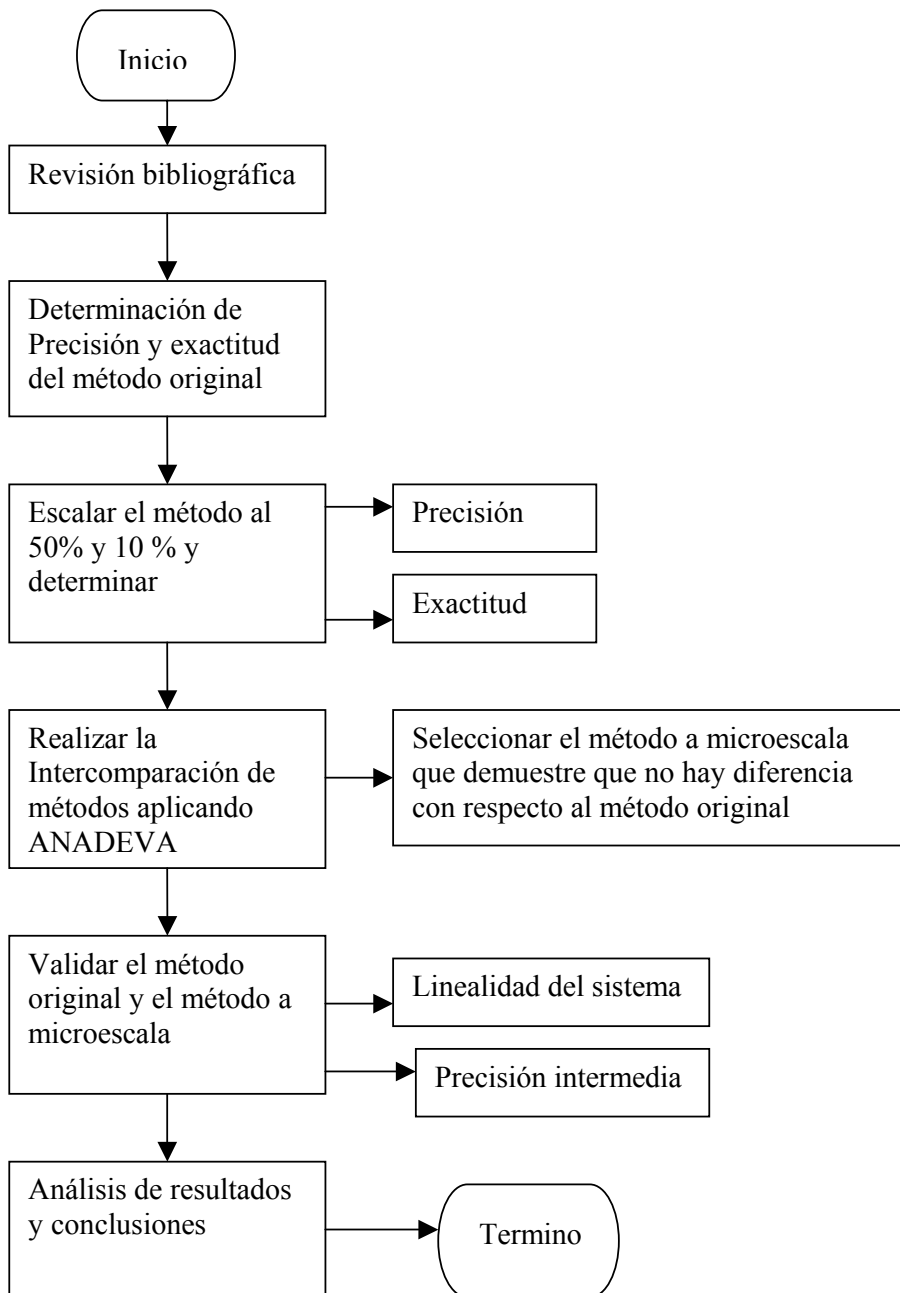 Inicio
Revisión bibliográfica
Determinación de
Precisión y exactitud
del método original
Escalar el método al
50% y 10 % y
determinar
Precisión
Exactitud
Realizar la
Intercomparación de
métodos aplicando
ANADEVA
Seleccionar el método a microescala
que demuestre que no hay diferencia
con respecto al método original
Validar el método
original y el método a
microescala
Linealidad del sistema
Precisión intermedia
Análisis de resultados
y conclusiones
Termino